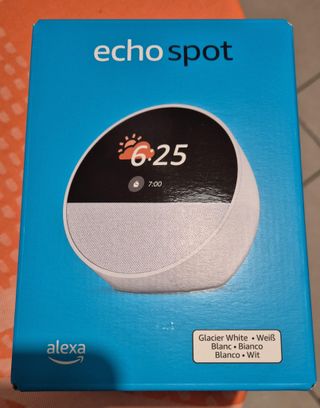 echo spot
6:25
7:00
alexa
Glacier White • Weiß
Blanc • Bianco
Blanco • Wit